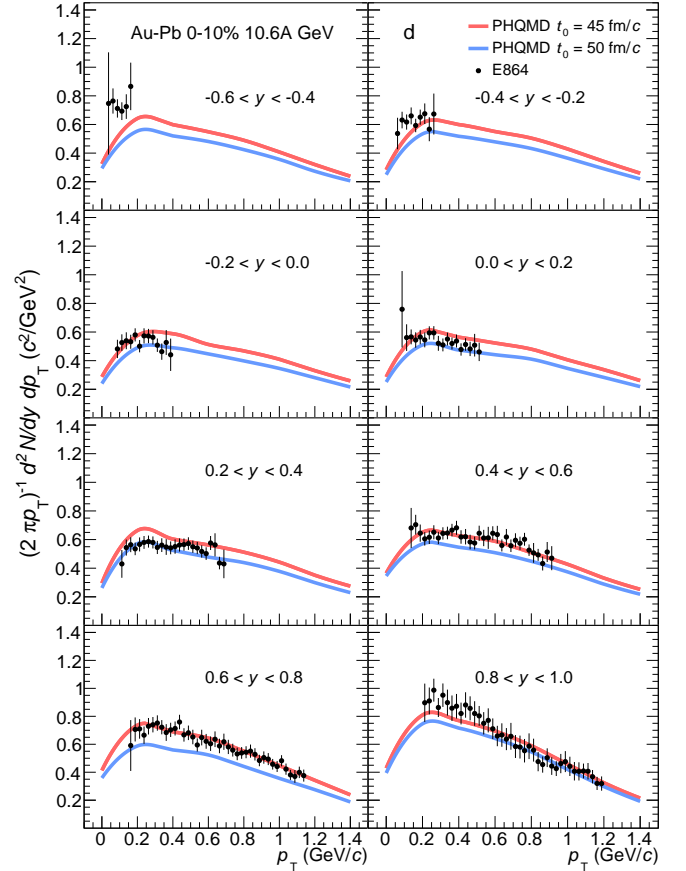 Au-Pb 0-10% 10.6A GeV
d
PHQMD t₀ = 45 fm/c
PHQMD t₀ = 50 fm/c
E864
-0.6 < y < -0.4
-0.4 < y < -0.2
1.4
1.2
1
0.8
0.6
0.4
0.2
-0.2 < y < 0.0
0.0 < y < 0.2
1.4
1.2
1
0.8
0.6
0.4
0.2
0.2 < y < 0.4
0.4 < y < 0.6
1.4
1.2
1
0.8
0.6
0.4
0.2
0.6 < y < 0.8
0.8 < y < 1.0
1.4
1.2
1
0.8
0.6
0.4
0.2
0 0.2 0.4 0.6 0.8 1 1.2 1.4 0 0.2 0.4 0.6 0.8 1 1.2 1.4
p_T (GeV/c) p_T (GeV/c)
(2 πp_T)⁻¹ d² N/dy dp_T (c²/GeV²)